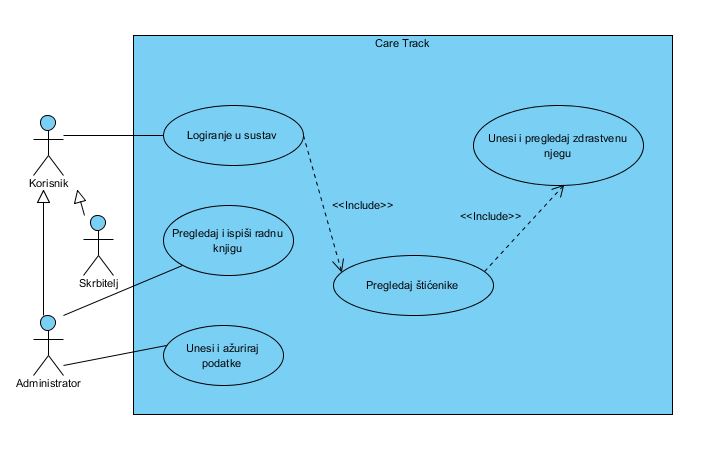 Care Track
Logiranje u sustav
Unesi i pregledaj zdrastvenu
njegu
Korisnik
<<Include>>
<<Include>>
Pregledaj i ispiši radnu
knjigu
Skrbitelj
Pregledaj štićenike
Unesi i ažuriraj
podatke
Administrator